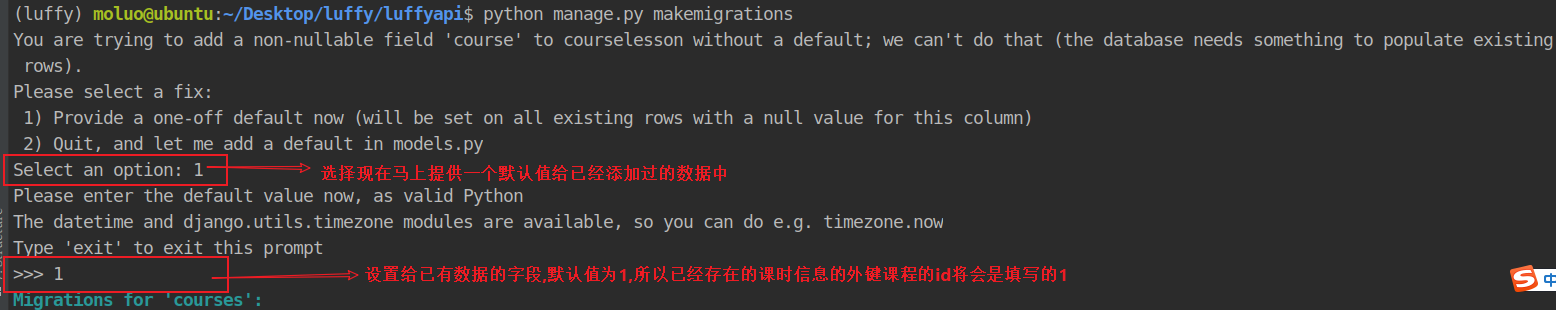 (luffy) moluo@ubuntu:~/Desktop/luffy/luffyapi$ python manage.py makemigrations
You are trying to add a non-nullable field 'course' to courselesson without a default; we can't do that (the database needs something to populate existing
rows).
Please select a fix:
1) Provide a one-off default now (will be set on all existing rows with a null value for this column)
2) Quit, and let me add a default in models.py
Select an option: 1 选择现在马上提供一个默认值给已经添加过的数据中
Please enter the default value now, as valid Python
The datetime and django.utils.timezone modules are available, so you can do e.g. timezone.now
Type 'exit' to exit this prompt
>>> 1 设置给已有数据的字段,默认值为1,所以已经存在的课时信息的外键课程的id将会是填写的1
S 中
Migrations for 'courses':